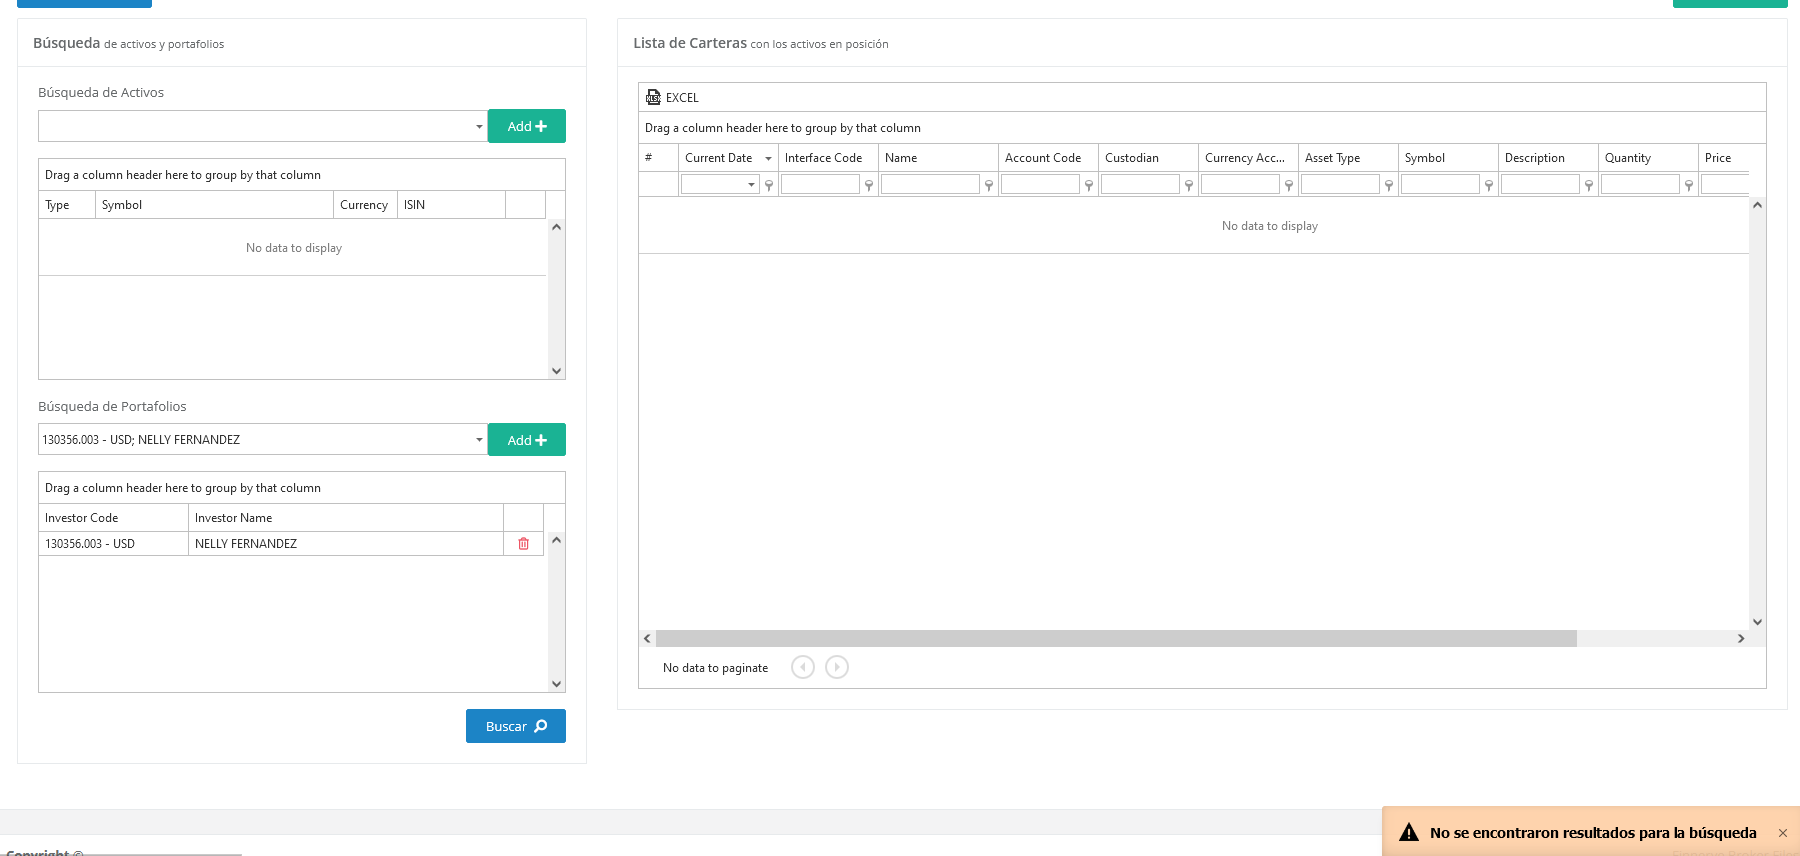 Búsqueda de activos y portafolios
Búsqueda de Activos
Add
Drag a column header here to group by that column
Type Symbol Currency ISIN
No data to display
Búsqueda de Portafolios
130356.003 - USD; NELLY FERNANDEZ
Add
Drag a column header here to group by that column
Investor Code Investor Name
130356.003 - USD NELLY FERNANDEZ
Buscar
Lista de Carteras con los activos en posición
EXCEL
Drag a column header here to group by that column
# Current Date Interface Code Name Account Code Custodian Currency Acc... Asset Type Symbol Description Quantity Price
No data to display
No data to paginate
No se encontraron resultados para la búsqueda
Copyright ©